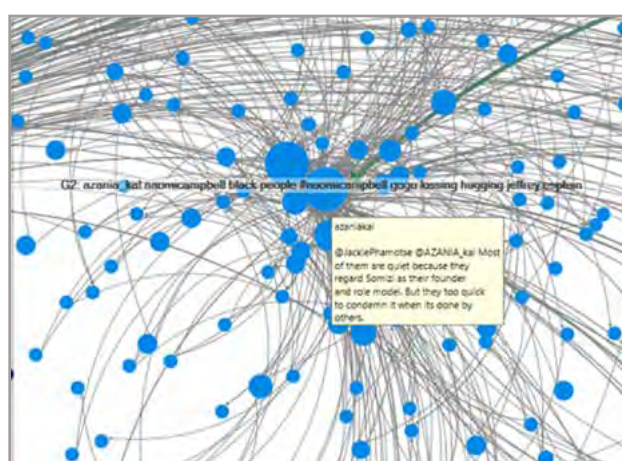 G2: azania_kai naomicampbell black people #naomicampbell gogo kissing hugging jeffrey epstein
azaniakai
@JackiePhamotse @AZANIA_kai Most
of them are quiet because they
regard Somizi as their founder
and role model. But they too quick
to condemn it when its done by
others.